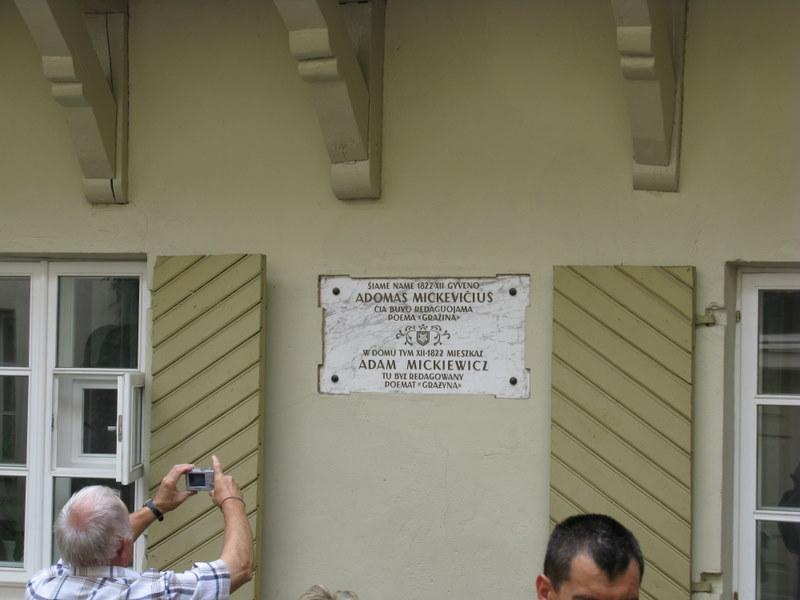 ŠIAME NAME 1822·XII GYVENO
ADOMAS MICKEVIČIUS
ČIA BUVO REDAGUOJAMA
POEMA «GRAŽINA»
W DOMU TYM XII·1822 MIESZKAŁ
ADAM MICKIEWICZ
TU BYŁ REDAGOWANY
POEMAT «GRAŻYNA»